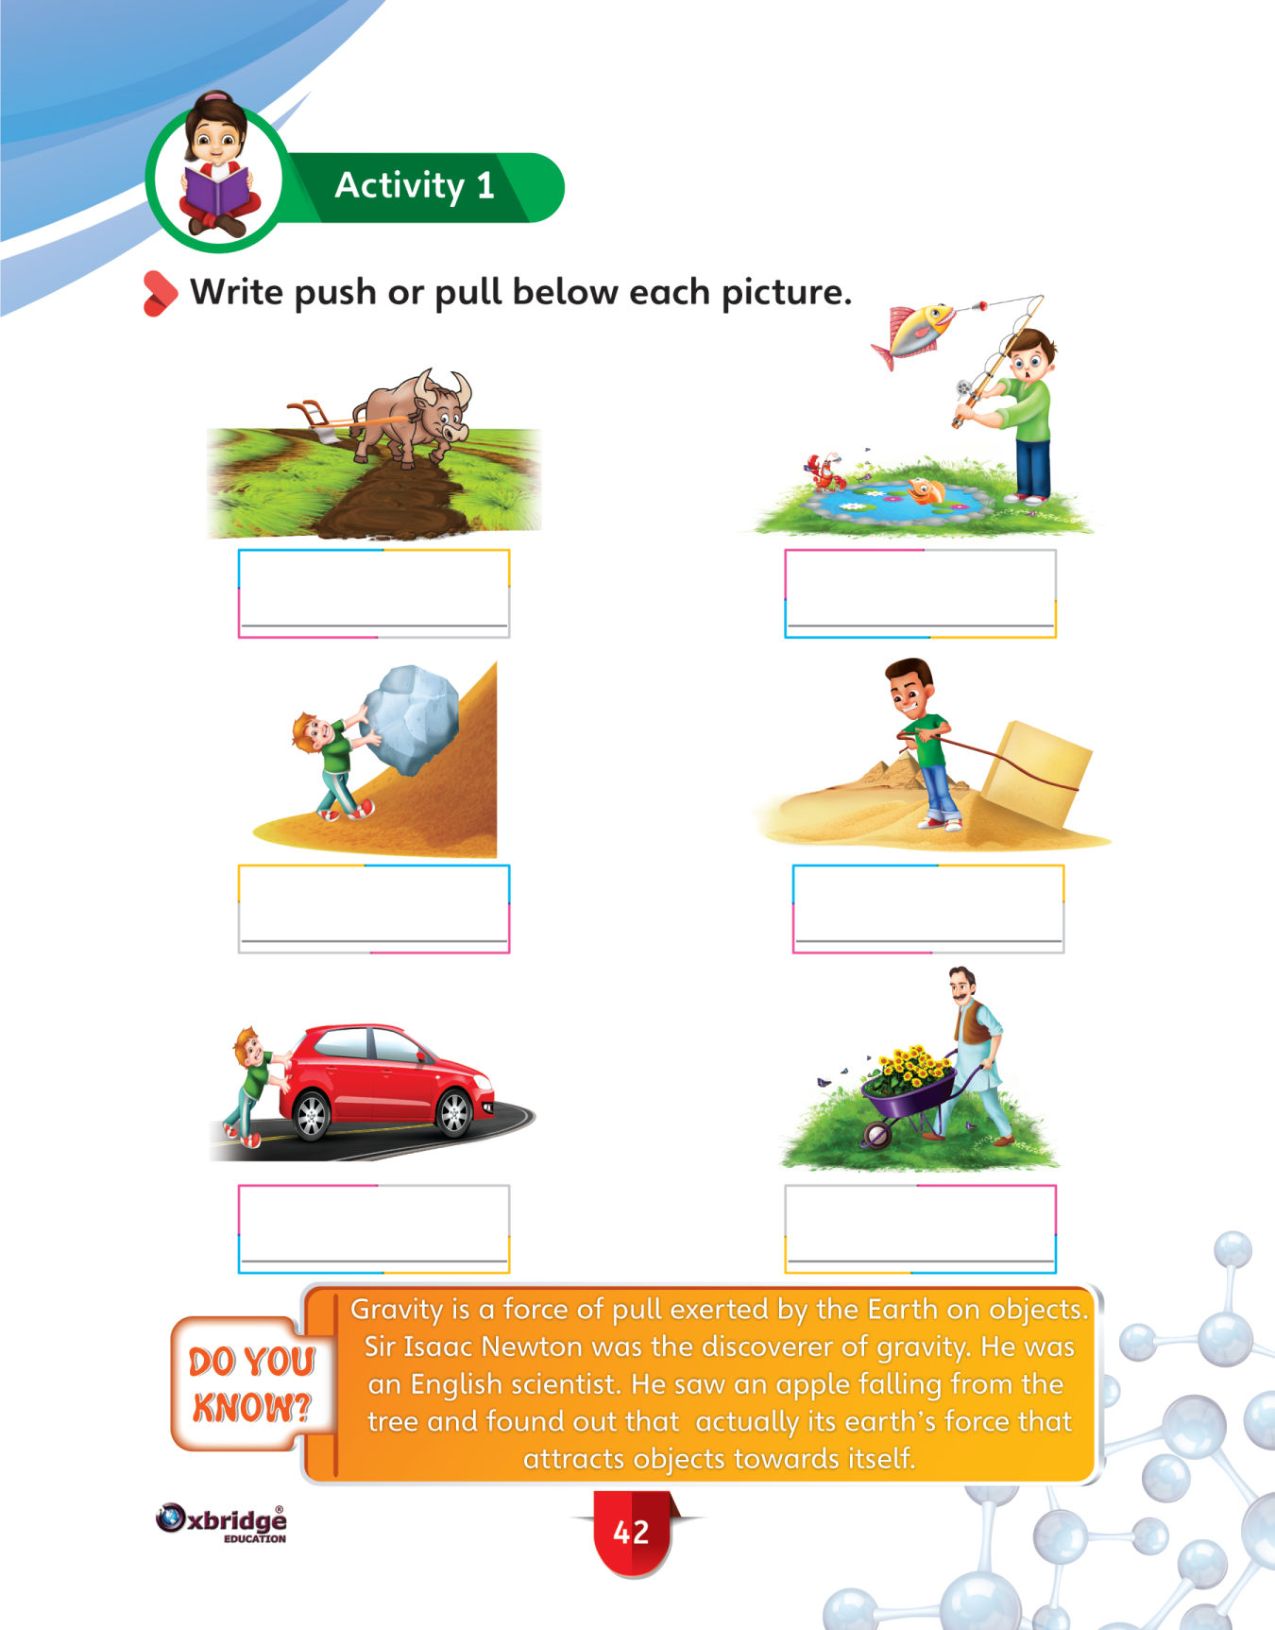 Activity 1
Write push or pull below each picture.
DO YOU
KNOW?
Gravity is a force of pull exerted by the Earth on objects.
Sir Isaac Newton was the discoverer of gravity. He was
an English scientist. He saw an apple falling from the
tree and found out that actually its earth's force that
attracts objects towards itself.
Oxbridge®
EDUCATION
42